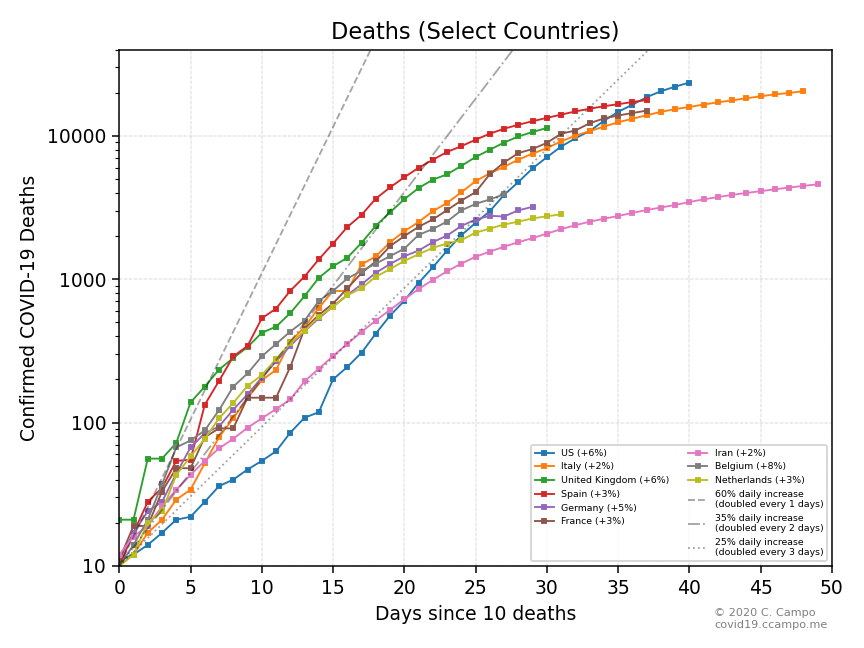 Deaths (Select Countries)
Confirmed COVID-19 Deaths
10000
1000
100
10
0 5 10 15 20 25 30 35 40 45 50
Days since 10 deaths
US (+6%)
Italy (+2%)
United Kingdom (+6%)
Spain (+3%)
Germany (+5%)
France (+3%)
Iran (+2%)
Belgium (+8%)
Netherlands (+3%)
60% daily increase
(doubled every 1 days)
35% daily increase
(doubled every 2 days)
25% daily increase
(doubled every 3 days)
© 2020 C. Campo
covid19.ccampo.me